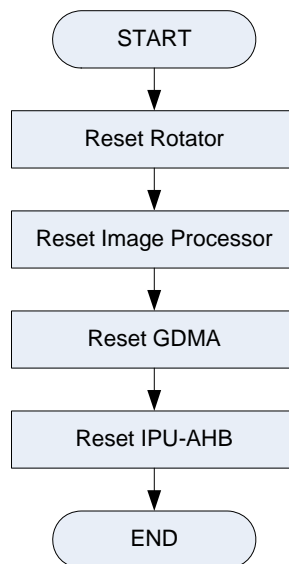 START
Reset Rotator
Reset Image Processor
Reset GDMA
Reset IPU-AHB
END